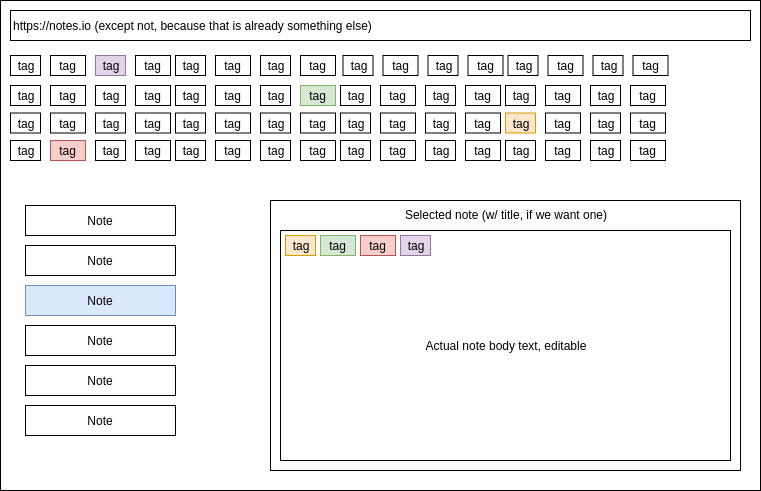 https://notes.io (except not, because that is already something else)
tag tag tag tag tag tag tag tag tag tag tag tag tag tag tag tag
tag tag tag tag tag tag tag tag tag tag tag tag tag tag tag tag
tag tag tag tag tag tag tag tag tag tag tag tag tag tag tag tag
tag tag tag tag tag tag tag tag tag tag tag tag tag tag tag tag
Note
Note
Note
Note
Note
Note
Selected note (w/ title, if we want one)
tag tag tag tag
Actual note body text, editable